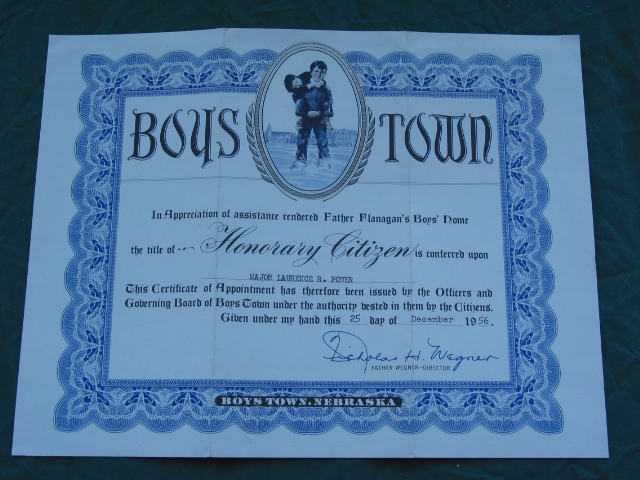 BOYS TOWN
In Appreciation of assistance rendered Father Flanagan's Boys' Home
the title of Honorary Citizen is conferred upon
MAJOR LAURENCE R. POWER
This Certificate of Appointment has therefore been issued by the Officers and
Governing Board of Boys Town under the authority vested in them by the Citizens.
Given under my hand this 25 day of December 1956.
Nicholas H. Wegner
FATHER WEGNER-DIRECTOR
BOYS TOWN, NEBRASKA